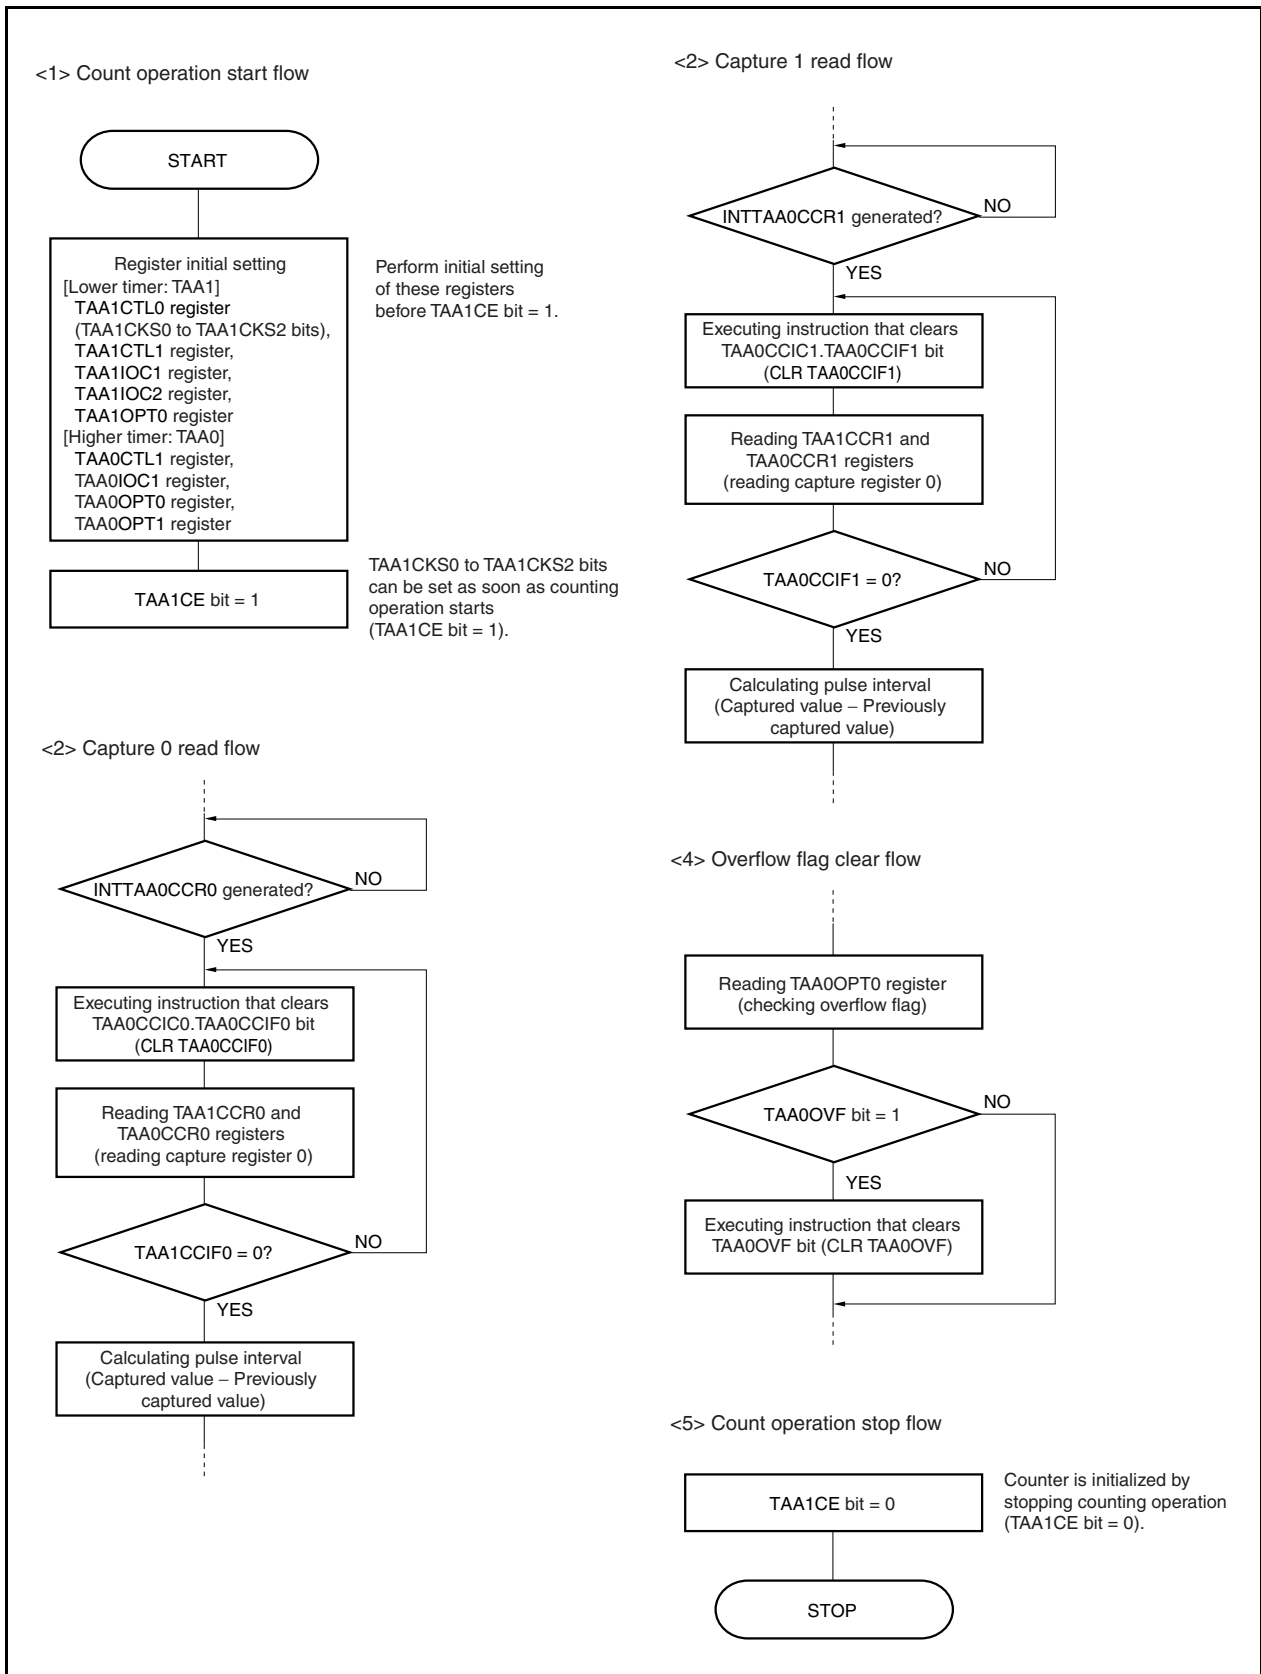 <1> Count operation start flow
START
Register initial setting
[Lower timer: TAA1]
TAA1CTL0 register
(TAA1CKS0 to TAA1CKS2 bits),
TAA1CTL1 register,
TAA1IOC1 register,
TAA1IOC2 register,
TAA1OPT0 register
[Higher timer: TAA0]
TAA0CTL1 register,
TAA0IOC1 register,
TAA0OPT0 register,
TAA0OPT1 register
Perform initial setting
of these registers
before TAA1CE bit = 1.
TAA1CE bit = 1
TAA1CKS0 to TAA1CKS2 bits
can be set as soon as counting
operation starts
(TAA1CE bit = 1).
<2> Capture 0 read flow
INTTAA0CCR0 generated?
NO
YES
Executing instruction that clears
TAA0CCIC0.TAA0CCIF0 bit
(CLR TAA0CCIF0)
Reading TAA1CCR0 and
TAA0CCR0 registers
(reading capture register 0)
TAA1CCIF0 = 0?
NO
YES
Calculating pulse interval
(Captured value – Previously
captured value)
<2> Capture 1 read flow
INTTAA0CCR1 generated?
NO
YES
Executing instruction that clears
TAA0CCIC1.TAA0CCIF1 bit
(CLR TAA0CCIF1)
Reading TAA1CCR1 and
TAA0CCR1 registers
(reading capture register 0)
TAA0CCIF1 = 0?
NO
YES
Calculating pulse interval
(Captured value – Previously
captured value)
<4> Overflow flag clear flow
Reading TAA0OPT0 register
(checking overflow flag)
TAA0OVF bit = 1
NO
YES
Executing instruction that clears
TAA0OVF bit (CLR TAA0OVF)
<5> Count operation stop flow
TAA1CE bit = 0
Counter is initialized by
stopping counting operation
(TAA1CE bit = 0).
STOP